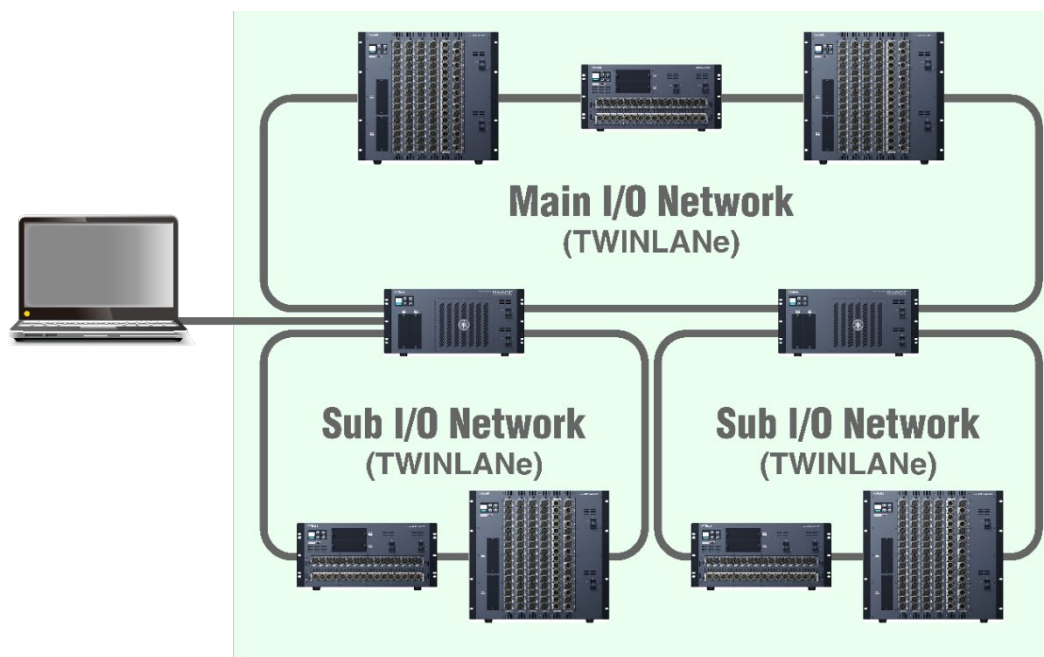 Main I/O Network
(TWINLANe)
Sub I/O Network
(TWINLANe)
Sub I/O Network
(TWINLANe)